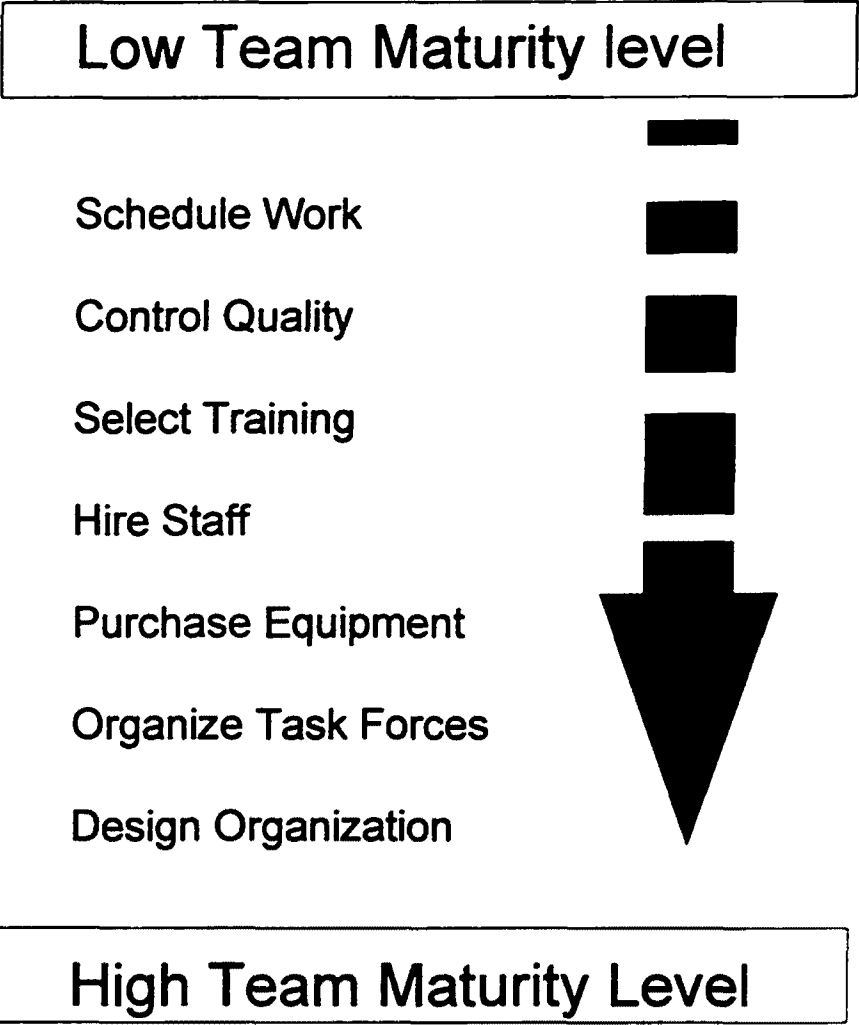 Low Team Maturity level
Schedule Work
Control Quality
Select Training
Hire Staff
Purchase Equipment
Organize Task Forces
Design Organization
High Team Maturity Level